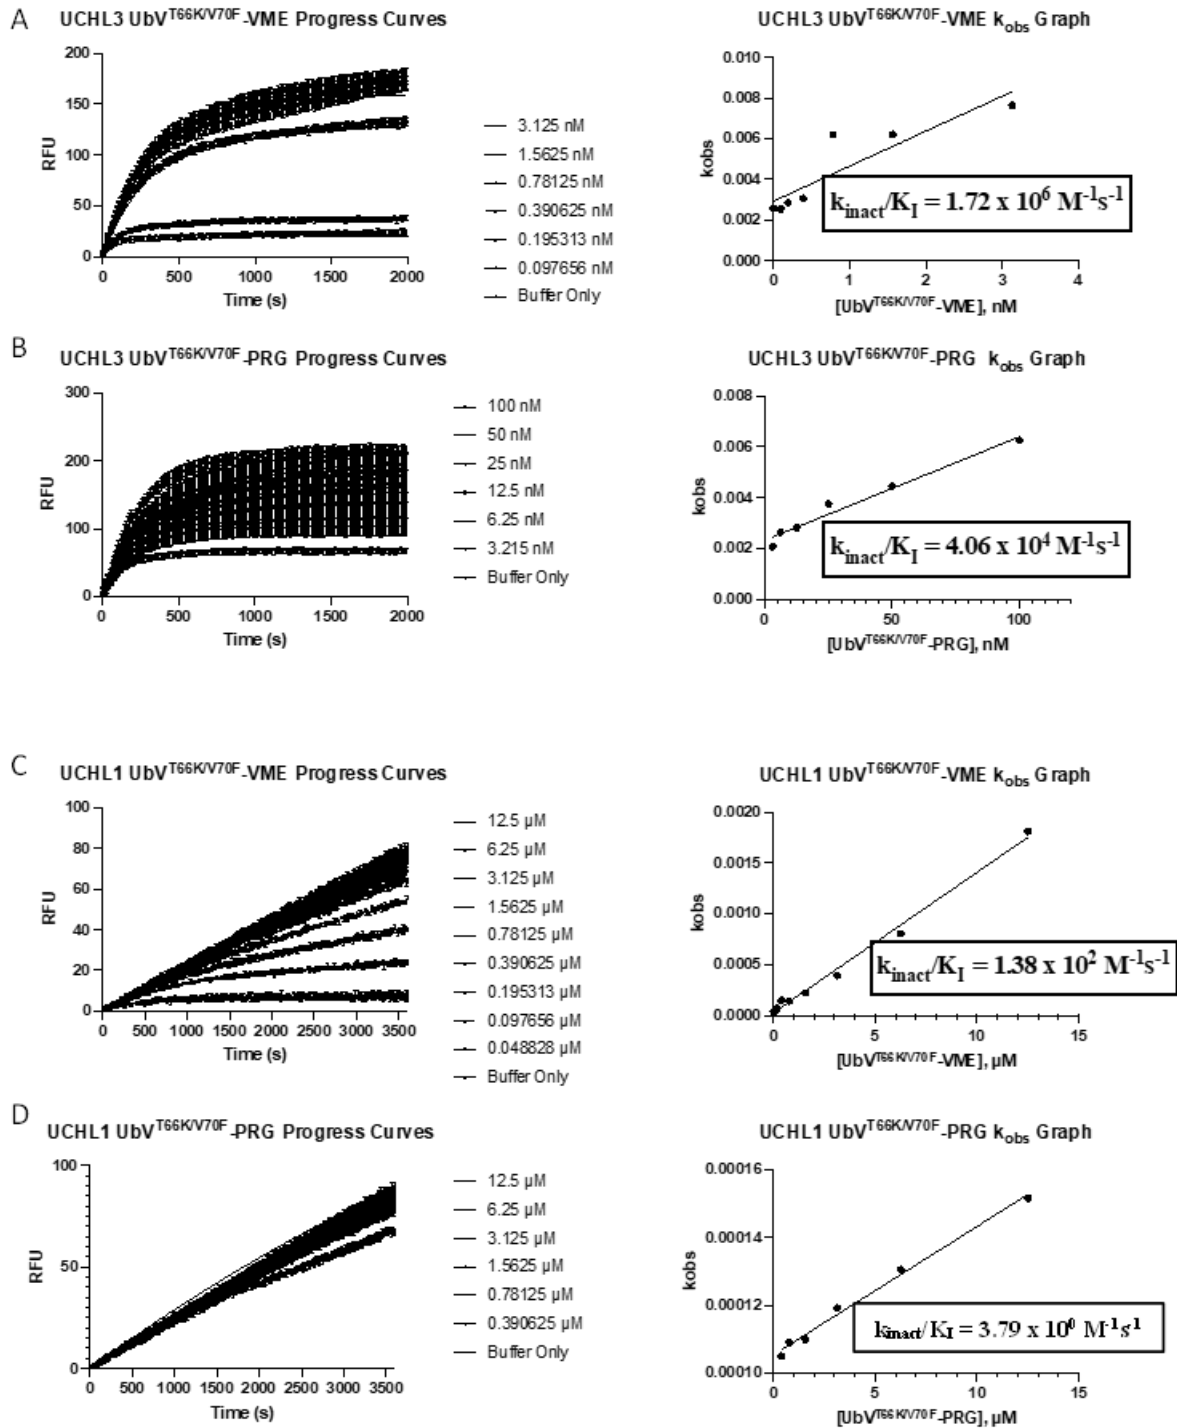 A
UCHL3 UbV^T66K/V70F-VME Progress Curves
200
150
100
50
0
RFU
0 500 1000 1500 2000
Time (s)
3.125 nM
1.5625 nM
0.78125 nM
0.390625 nM
0.195313 nM
0.097656 nM
Buffer Only
UCHL3 UbV^T66K/V70F-VME k_obs Graph
0.010
0.008
0.006
0.004
0.002
0.000
kobs
k_inact/K_I = 1.72 x 10^6 M^-1s^-1
0 1 2 3 4
[UbV^T66K/V70F-VME], nM
B
UCHL3 UbV^T66K/V70F-PRG Progress Curves
300
200
100
0
RFU
0 500 1000 1500 2000
Time (s)
100 nM
50 nM
25 nM
12.5 nM
6.25 nM
3.215 nM
Buffer Only
UCHL3 UbV^T66K/V70F-PRG k_obs Graph
0.008
0.006
0.004
0.002
0.000
kobs
k_inact/K_I = 4.06 x 10^4 M^-1s^-1
0 50 100
[UbV^T66K/V70F-PRG], nM
C
UCHL1 UbV^T66K/V70F-VME Progress Curves
100
80
60
40
20
0
RFU
0 500 1000 1500 2000 2500 3000 3500
Time (s)
12.5 µM
6.25 µM
3.125 µM
1.5625 µM
0.78125 µM
0.390625 µM
0.195313 µM
0.097656 µM
0.048828 µM
Buffer Only
UCHL1 UbV^T66K/V70F-VME k_obs Graph
0.0020
0.0015
0.0010
0.0005
0.0000
kobs
k_inact/K_I = 1.38 x 10^2 M^-1s^-1
0 5 10 15
[UbV^T66K/V70F-VME], µM
D
UCHL1 UbV^T66K/V70F-PRG Progress Curves
100
50
0
RFU
0 500 1000 1500 2000 2500 3000 3500
Time (s)
12.5 µM
6.25 µM
3.125 µM
1.5625 µM
0.78125 µM
0.390625 µM
Buffer Only
UCHL1 UbV^T66K/V70F-PRG k_obs Graph
0.00016
0.00014
0.00012
0.00010
kobs
k_inact/K_I = 3.79 x 10^0 M^-1s^-1
0 5 10 15
[UbV^T66K/V70F-PRG], µM